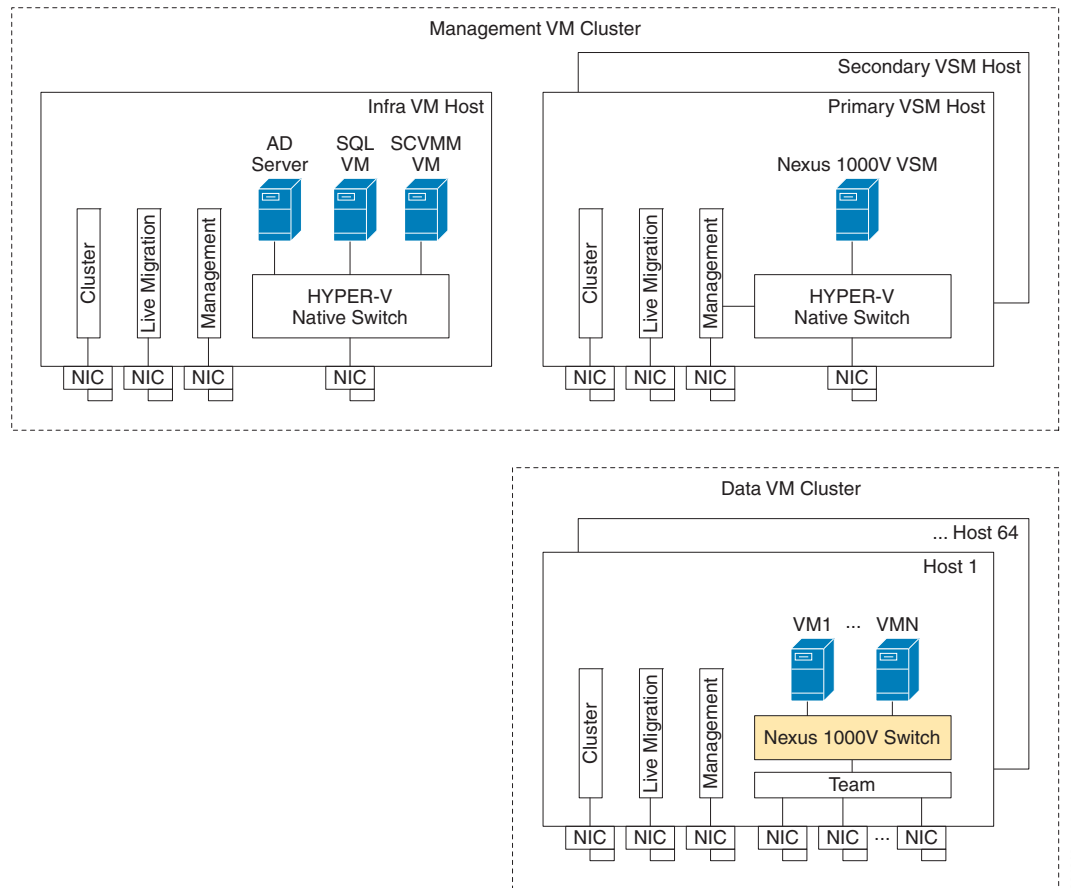 Management VM Cluster
Secondary VSM Host
Infra VM Host
Primary VSM Host
AD
Server
SQL
VM
SCVMM
VM
Nexus 1000V VSM
Cluster
Live Migration
Management
HYPER-V
Native Switch
Cluster
Live Migration
Management
HYPER-V
Native Switch
NIC
NIC
NIC
NIC
NIC
NIC
NIC
NIC
Data VM Cluster
... Host 64
Host 1
VM1 ... VMN
Cluster
Live Migration
Management
Nexus 1000V Switch
Team
NIC
NIC
NIC
NIC
NIC ... NIC